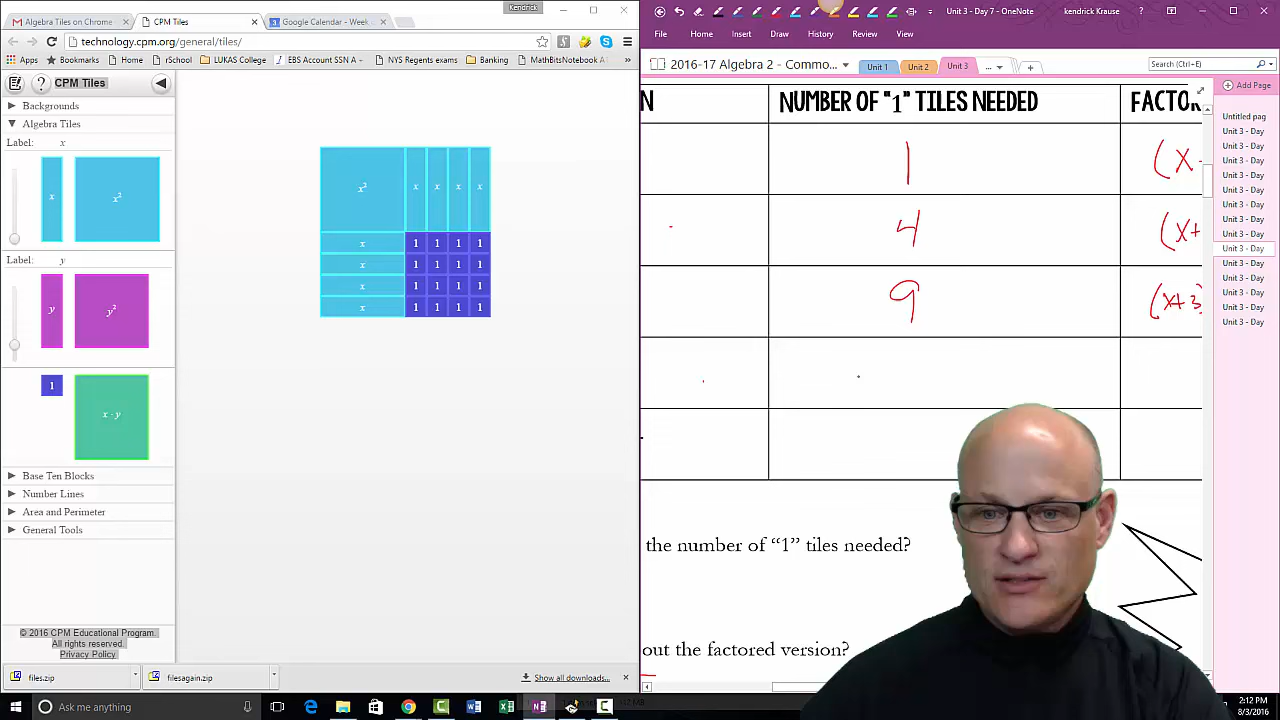 Kendrick
Algebra Tiles on Chrome
CPM Tiles
Google Calendar - Week
technology.cpm.org/general/tiles/
Apps
Bookmarks
Home
rSchool
LUKAS College
EBS Account SSN A
NYS Regents exam
Banking
MathBitsNotebook
CPM Tiles
Backgrounds
Algebra Tiles
Label: x
x
x²
Label: y
y
y²
1
x · y
Base Ten Blocks
Number Lines
Area and Perimeter
General Tools
© 2016 CPM Educational Program.
All rights reserved.
Privacy Policy
x² x x x x
x 1 1 1 1
x 1 1 1 1
x 1 1 1 1
x 1 1 1 1
files.zip
filesagain.zip
Show all downloads...
Unit 3 - Day 7 - OneNote
kendrick Krause
File
Home
Insert
Draw
History
Review
View
2016-17 Algebra 2 - Commo...
Unit 1
Unit 2
Unit 3
...
Search (Ctrl+E)
Add Page
Untitled pag
Unit 3 - Day
Unit 3 - Day
Unit 3 - Day
Unit 3 - Day
Unit 3 - Day
Unit 3 - Day
Unit 3 - Day
Unit 3 - Day
Unit 3 - Day
Unit 3 - Day
Unit 3 - Day
Unit 3 - Day
Unit 3 - Day
Unit 3 - Day
N
NUMBER OF "1" TILES NEEDED
FACTOR
1
(x-
4
(x+
9
(x+3)
the number of “1” tiles needed?
out the factored version?
Ask me anything
2:12 PM
8/3/2016